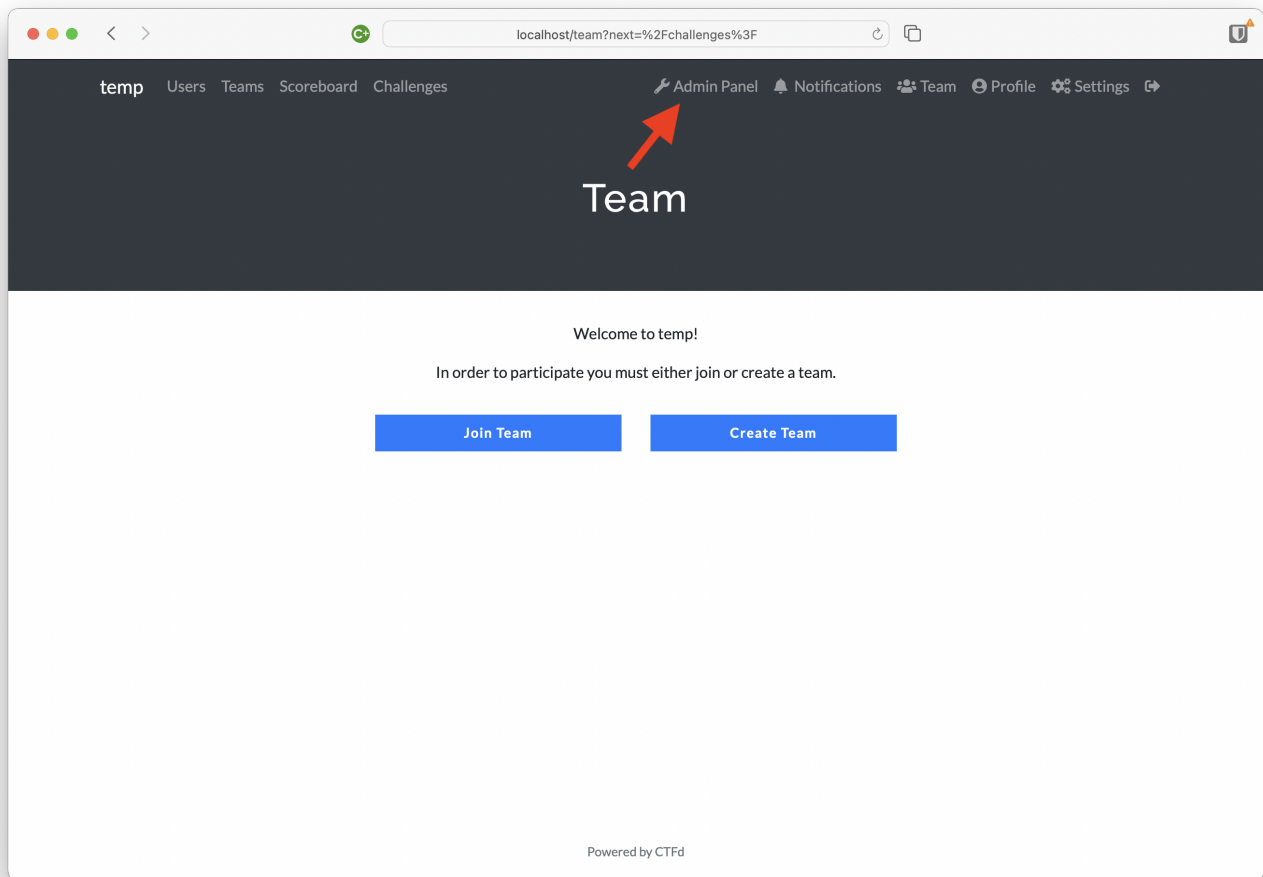 C+
localhost/team?next=%2Fchallenges%3F
temp Users Teams Scoreboard Challenges Admin Panel Notifications Team Profile Settings
Team
Welcome to temp!
In order to participate you must either join or create a team.
Join Team Create Team
Powered by CTFd